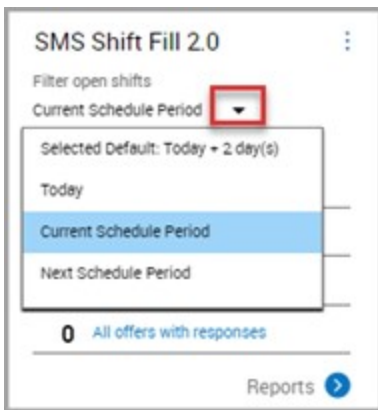 SMS Shift Fill 2.0
Filter open shifts
Current Schedule Period
Selected Default: Today + 2 day(s)
Today
Current Schedule Period
Next Schedule Period
0 All offers with responses
Reports